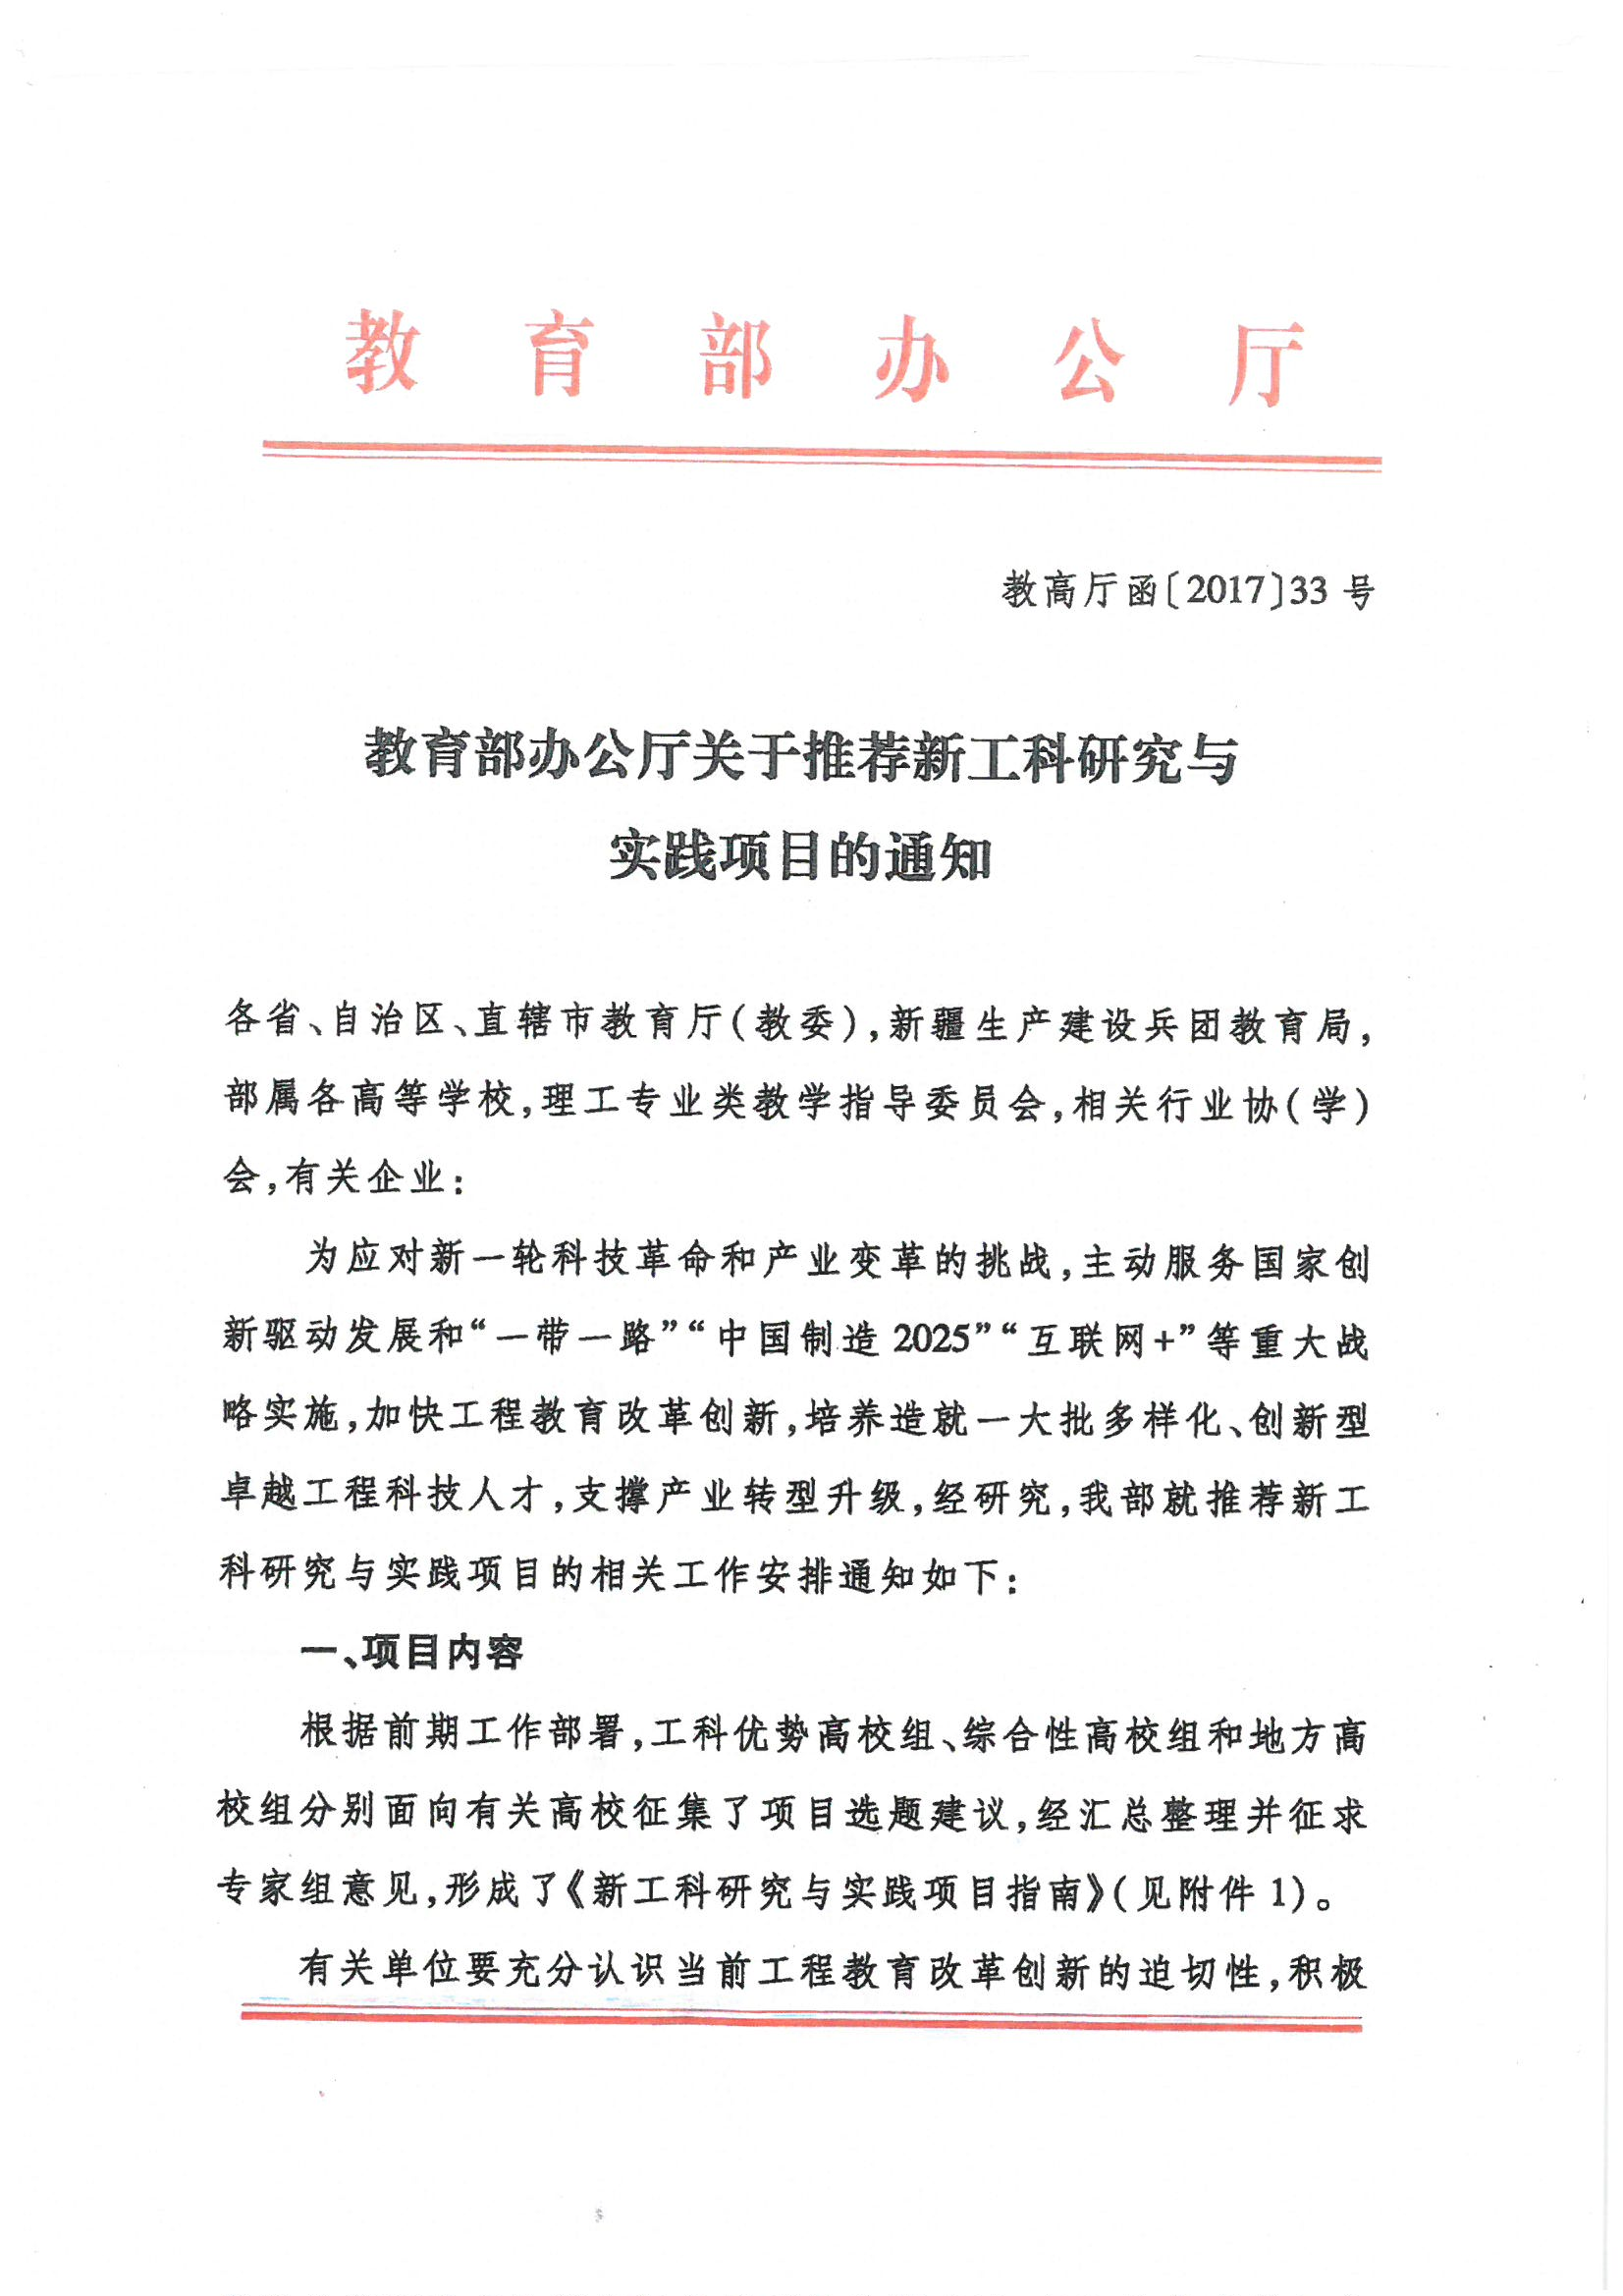 教育部办公厅
教高厅函〔2017〕33 号
教育部办公厅关于推荐新工科研究与
实践项目的通知
各省、自治区、直辖市教育厅(教委),新疆生产建设兵团教育局,
部属各高等学校,理工专业类教学指导委员会,相关行业协(学)
会,有关企业:
为应对新一轮科技革命和产业变革的挑战,主动服务国家创
新驱动发展和“一带一路”“中国制造 2025”“互联网+”等重大战
略实施,加快工程教育改革创新,培养造就一大批多样化、创新型
卓越工程科技人才,支撑产业转型升级,经研究,我部就推荐新工
科研究与实践项目的相关工作安排通知如下:
一、项目内容
根据前期工作部署,工科优势高校组、综合性高校组和地方高
校组分别面向有关高校征集了项目选题建议,经汇总整理并征求
专家组意见,形成了《新工科研究与实践项目指南》(见附件 1)。
有关单位要充分认识当前工程教育改革创新的迫切性,积极